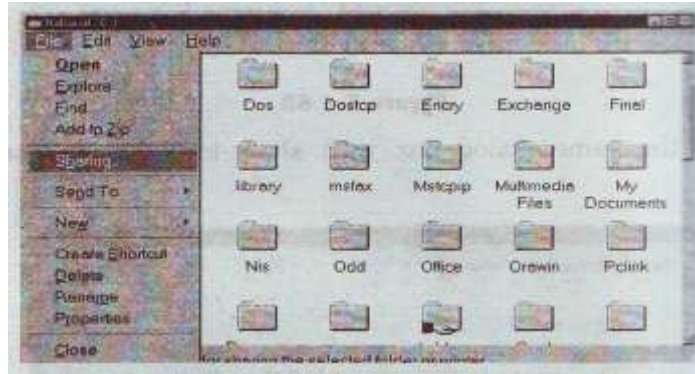 File Edit View Help
Open
Explore
Find
Add to Zip
Sharing
Send To
New
Create Shortcut
Delete
Rename
Properties
Close
Dos Dostcp Encry Exchange Final
library msfax Mstcpip Multimedia Files My Documents
Nis Odd Office Orawin Pclink
for sharing the selected folder or printer